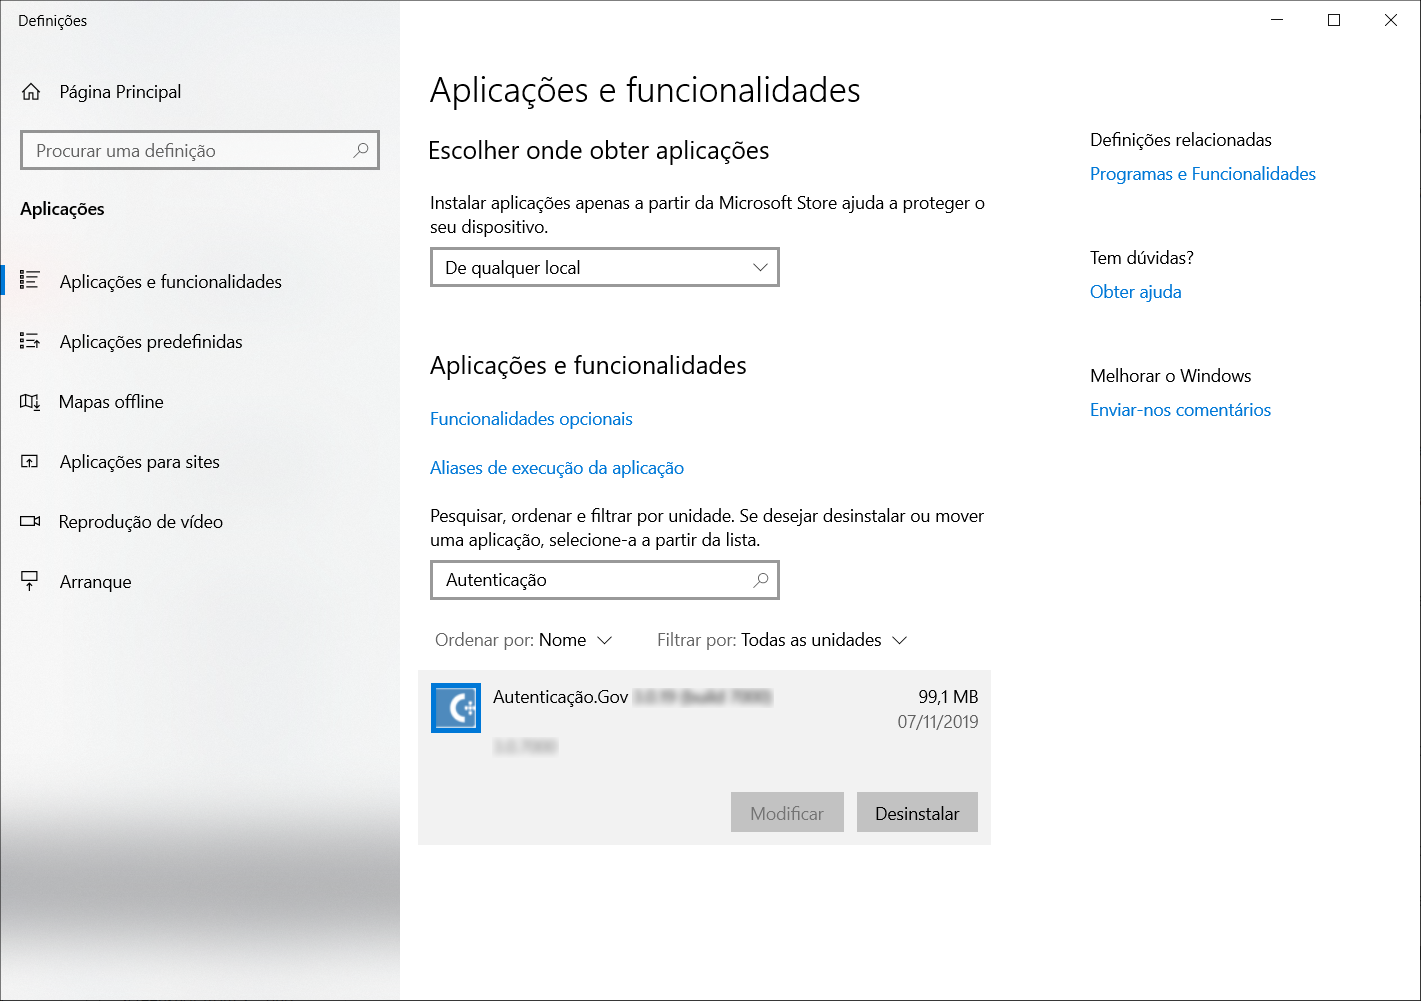 Definições
Página Principal
Procurar uma definição
Aplicações
Aplicações e funcionalidades
Aplicações predefinidas
Mapas offline
Aplicações para sites
Reprodução de vídeo
Arranque
Aplicações e funcionalidades
Escolher onde obter aplicações
Instalar aplicações apenas a partir da Microsoft Store ajuda a proteger o
seu dispositivo.
De qualquer local
Aplicações e funcionalidades
Funcionalidades opcionais
Aliases de execução da aplicação
Pesquisar, ordenar e filtrar por unidade. Se desejar desinstalar ou mover
uma aplicação, selecione-a a partir da lista.
Autenticação
Ordenar por: Nome Filtrar por: Todas as unidades
Autenticação.Gov 99,1 MB
07/11/2019
Modificar Desinstalar
Definições relacionadas
Programas e Funcionalidades
Tem dúvidas?
Obter ajuda
Melhorar o Windows
Enviar-nos comentários